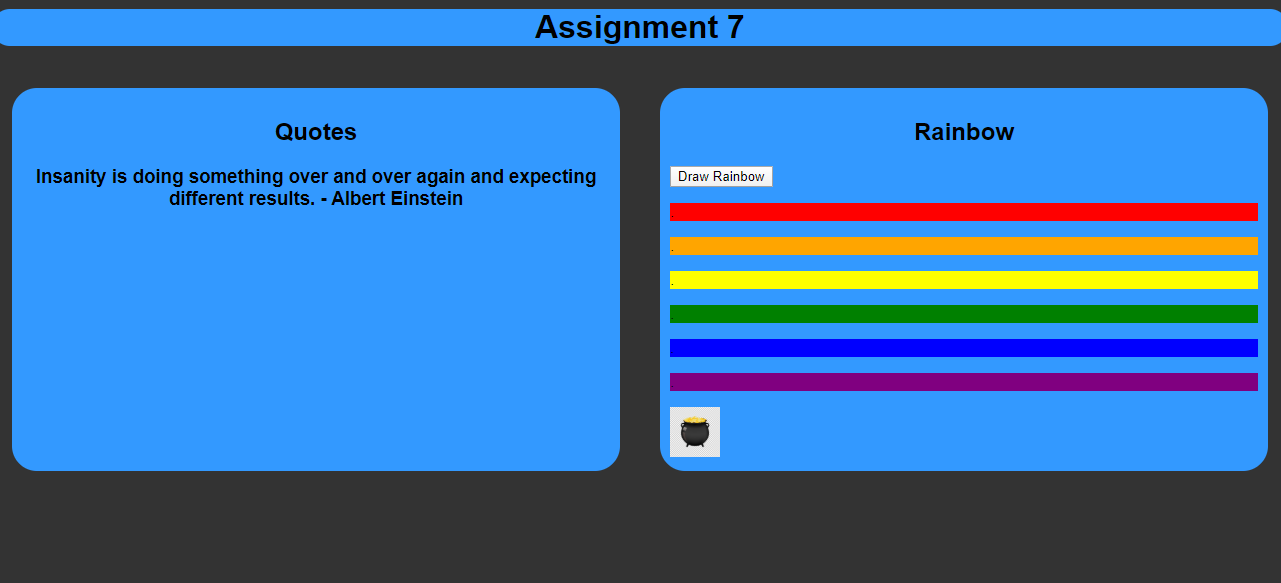 Assignment 7
Quotes
Insanity is doing something over and over again and expecting
different results. - Albert Einstein
Rainbow
Draw Rainbow
.
.
.
.